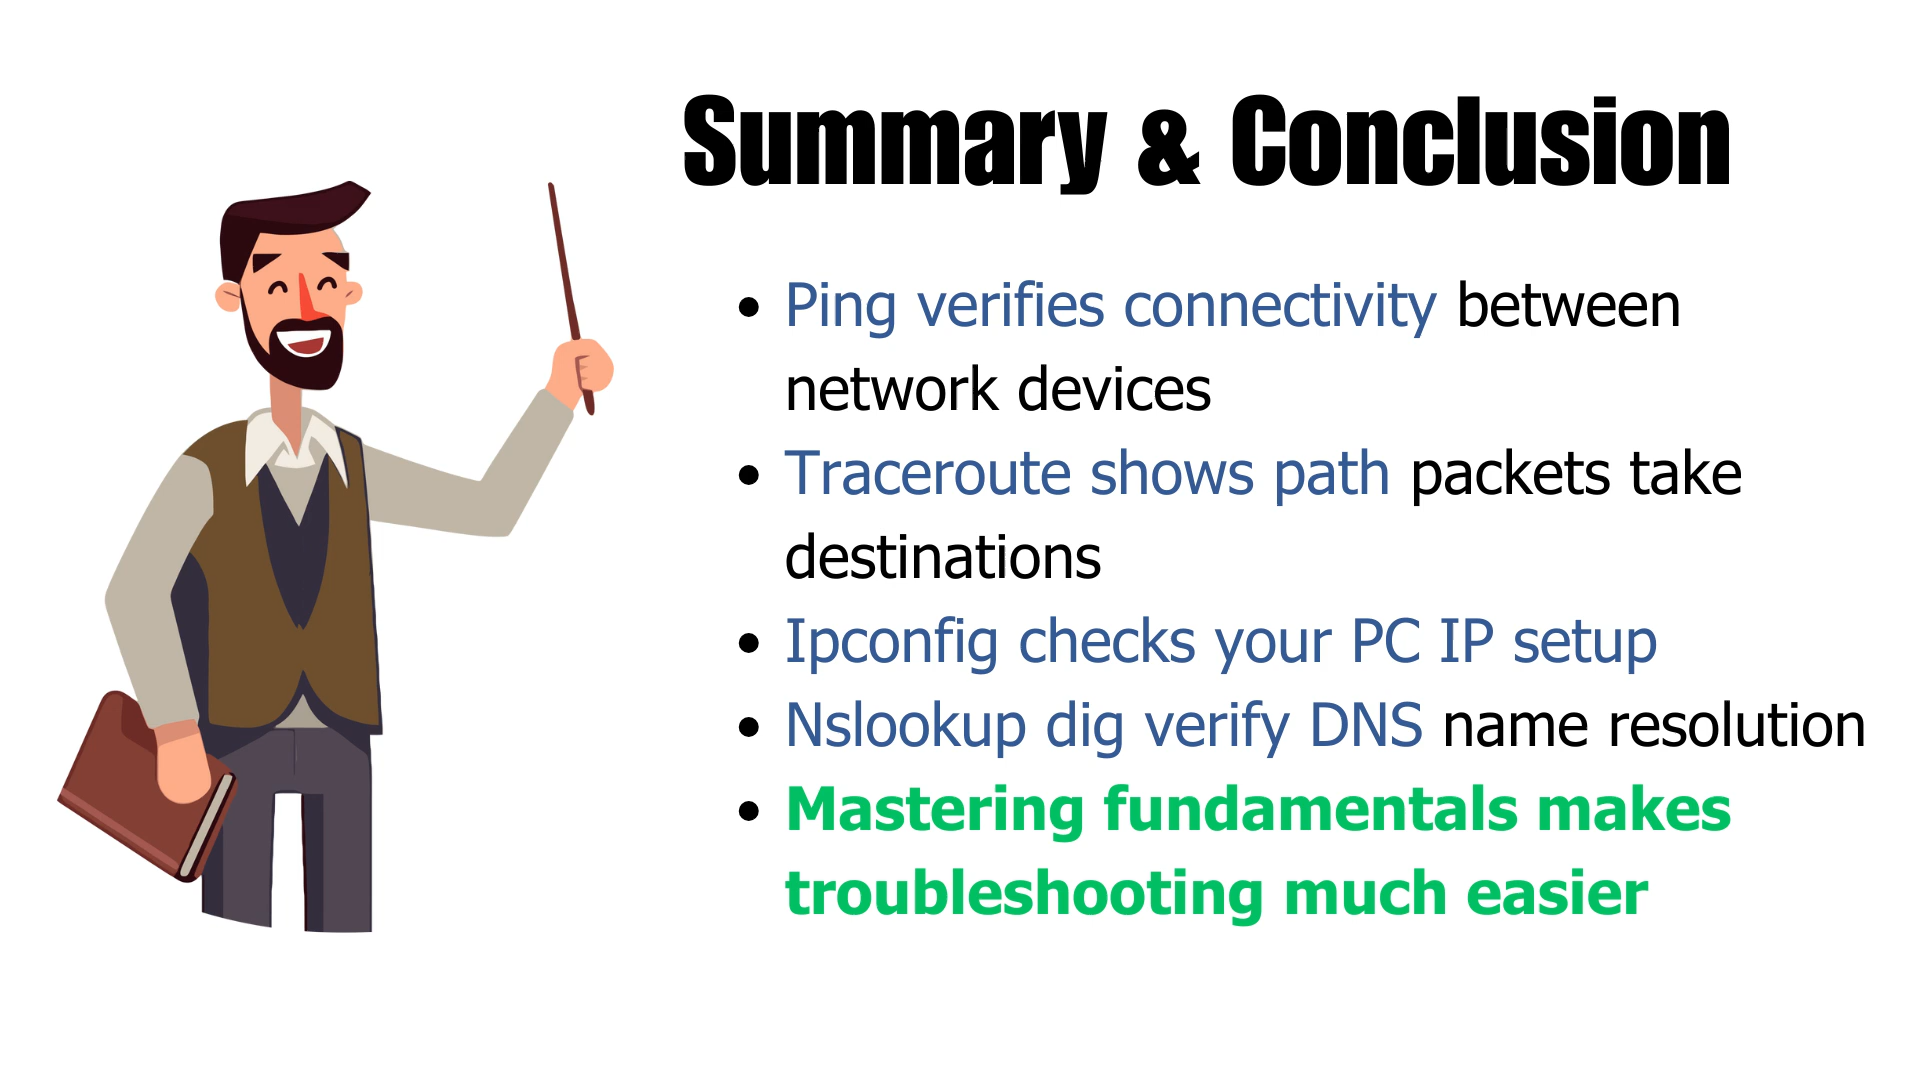 Summary & Conclusion
• Ping verifies connectivity between
network devices
• Traceroute shows path packets take
destinations
• Ipconfig checks your PC IP setup
• Nslookup dig verify DNS name resolution
• Mastering fundamentals makes
troubleshooting much easier